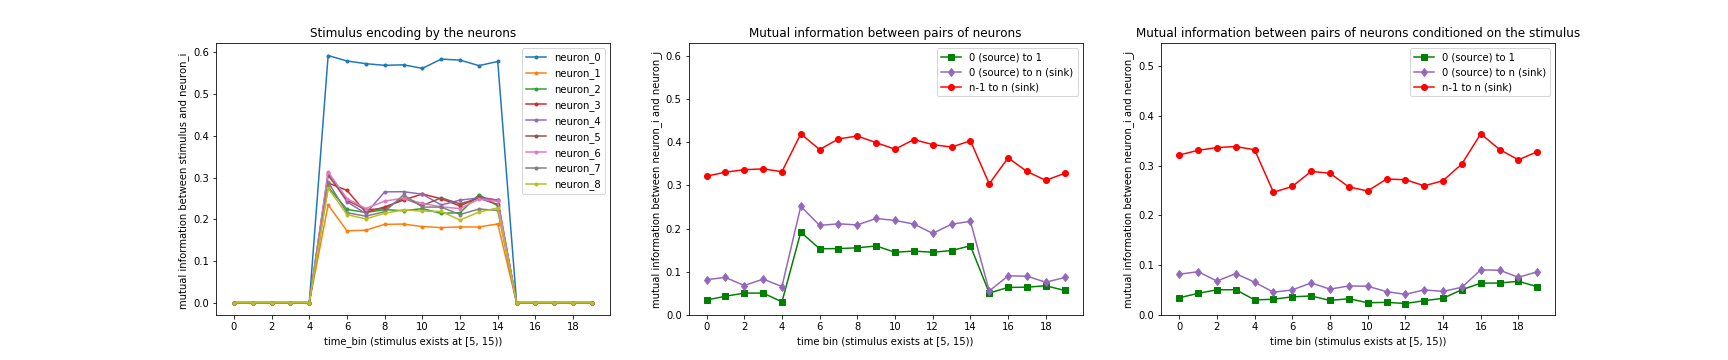 Stimulus encoding by the neurons
mutual information between stimulus and neuron_i
0.6
0.5
0.4
0.3
0.2
0.1
0.0
neuron_0
neuron_1
neuron_2
neuron_3
neuron_4
neuron_5
neuron_6
neuron_7
neuron_8
0 2 4 6 8 10 12 14 16 18
time_bin (stimulus exists at [5, 15))
Mutual information between pairs of neurons
mutual information between neuron_i and neuron_j
0.6
0.5
0.4
0.3
0.2
0.1
0.0
0 (source) to 1
0 (source) to n (sink)
n-1 to n (sink)
0 2 4 6 8 10 12 14 16 18
time bin (stimulus exists at [5, 15))
Mutual information between pairs of neurons conditioned on the stimulus
mutual information between neuron_i and neuron_j
0.5
0.4
0.3
0.2
0.1
0.0
0 (source) to 1
0 (source) to n (sink)
n-1 to n (sink)
0 2 4 6 8 10 12 14 16 18
time bin (stimulus exists at [5, 15))